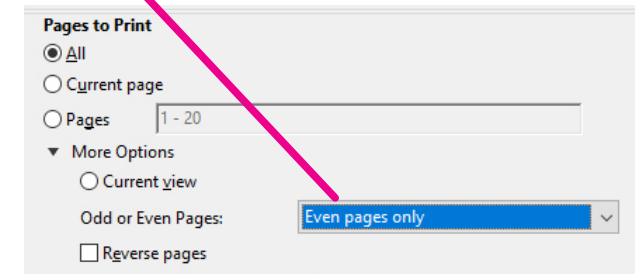 Pages to Print
All
Current page
Pages 1 - 20
More Options
Current view
Odd or Even Pages: Even pages only
Reverse pages